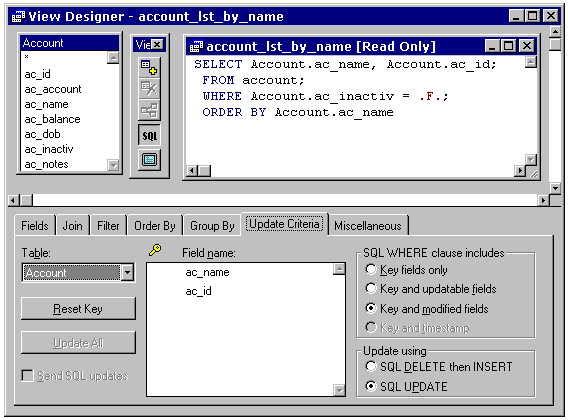 View Designer - account_lst_by_name
Account
*
ac_id
ac_account
ac_name
ac_balance
ac_dob
ac_inactiv
ac_notes
Vie
SQL
account_lst_by_name [Read Only]
SELECT Account.ac_name, Account.ac_id;
FROM account;
WHERE Account.ac_inactiv = .F.;
ORDER BY Account.ac_name
Fields Join Filter Order By Group By Update Criteria Miscellaneous
Table:
Account
Reset Key
Update All
Send SQL updates
Field name:
ac_name
ac_id
SQL WHERE clause includes
Key fields only
Key and updatable fields
Key and modified fields
Key and timestamp
Update using
SQL DELETE then INSERT
SQL UPDATE